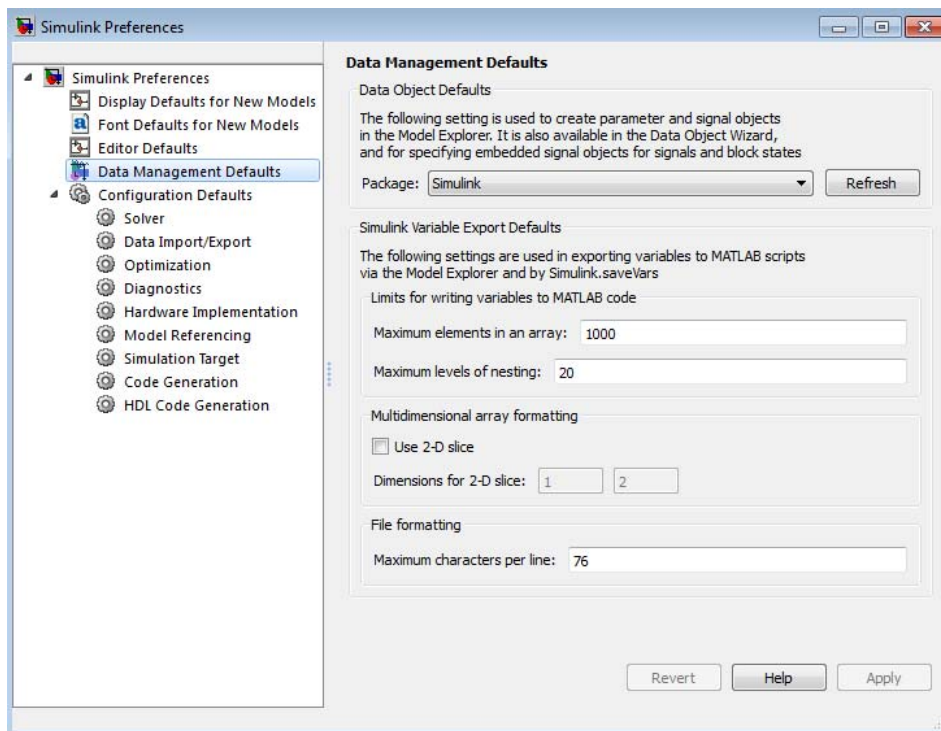 Simulink Preferences
Simulink Preferences
Display Defaults for New Models
Font Defaults for New Models
Editor Defaults
Data Management Defaults
Configuration Defaults
Solver
Data Import/Export
Optimization
Diagnostics
Hardware Implementation
Model Referencing
Simulation Target
Code Generation
HDL Code Generation
Data Management Defaults
Data Object Defaults
The following setting is used to create parameter and signal objects
in the Model Explorer. It is also available in the Data Object Wizard,
and for specifying embedded signal objects for signals and block states
Package: Simulink Refresh
Simulink Variable Export Defaults
The following settings are used in exporting variables to MATLAB scripts
via the Model Explorer and by Simulink.saveVars
Limits for writing variables to MATLAB code
Maximum elements in an array: 1000
Maximum levels of nesting: 20
Multidimensional array formatting
Use 2-D slice
Dimensions for 2-D slice: 1 2
File formatting
Maximum characters per line: 76
Revert Help Apply